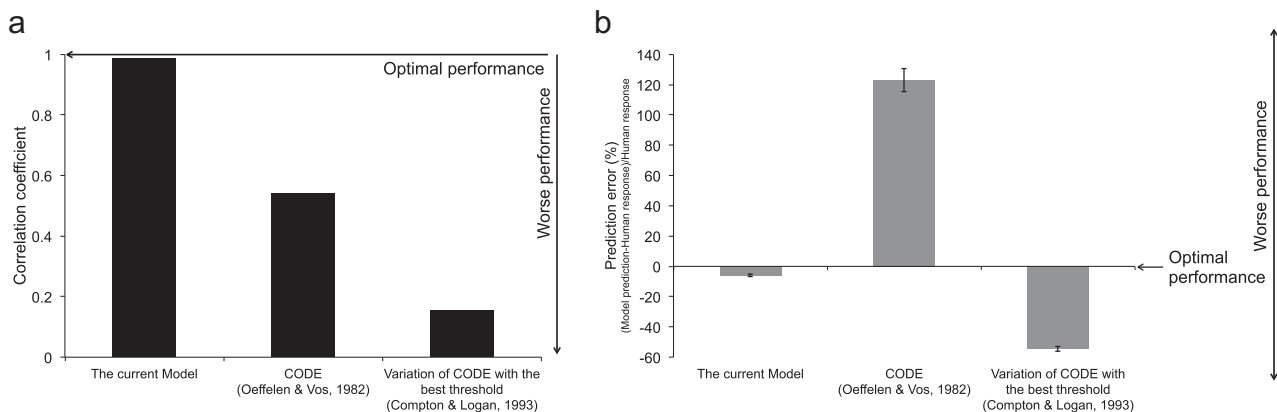 a
1
0.8
0.6
0.4
0.2
0
Correlation coefficient
Optimal performance
Worse performance
The current Model
CODE
(Oeffelen & Vos, 1982)
Variation of CODE with the
best threshold
(Compton & Logan, 1993)
b
140
120
100
80
60
40
20
0
-20
-40
-60
Prediction error (%)
(Model prediction-Human response)/Human response
Optimal
performance
Worse performance
The current Model
CODE
(Oeffelen & Vos, 1982)
Variation of CODE with
the best threshold
(Compton & Logan, 1993)